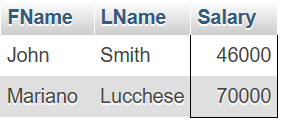 FName LName Salary
John Smith 46000
Mariano Lucchese 70000